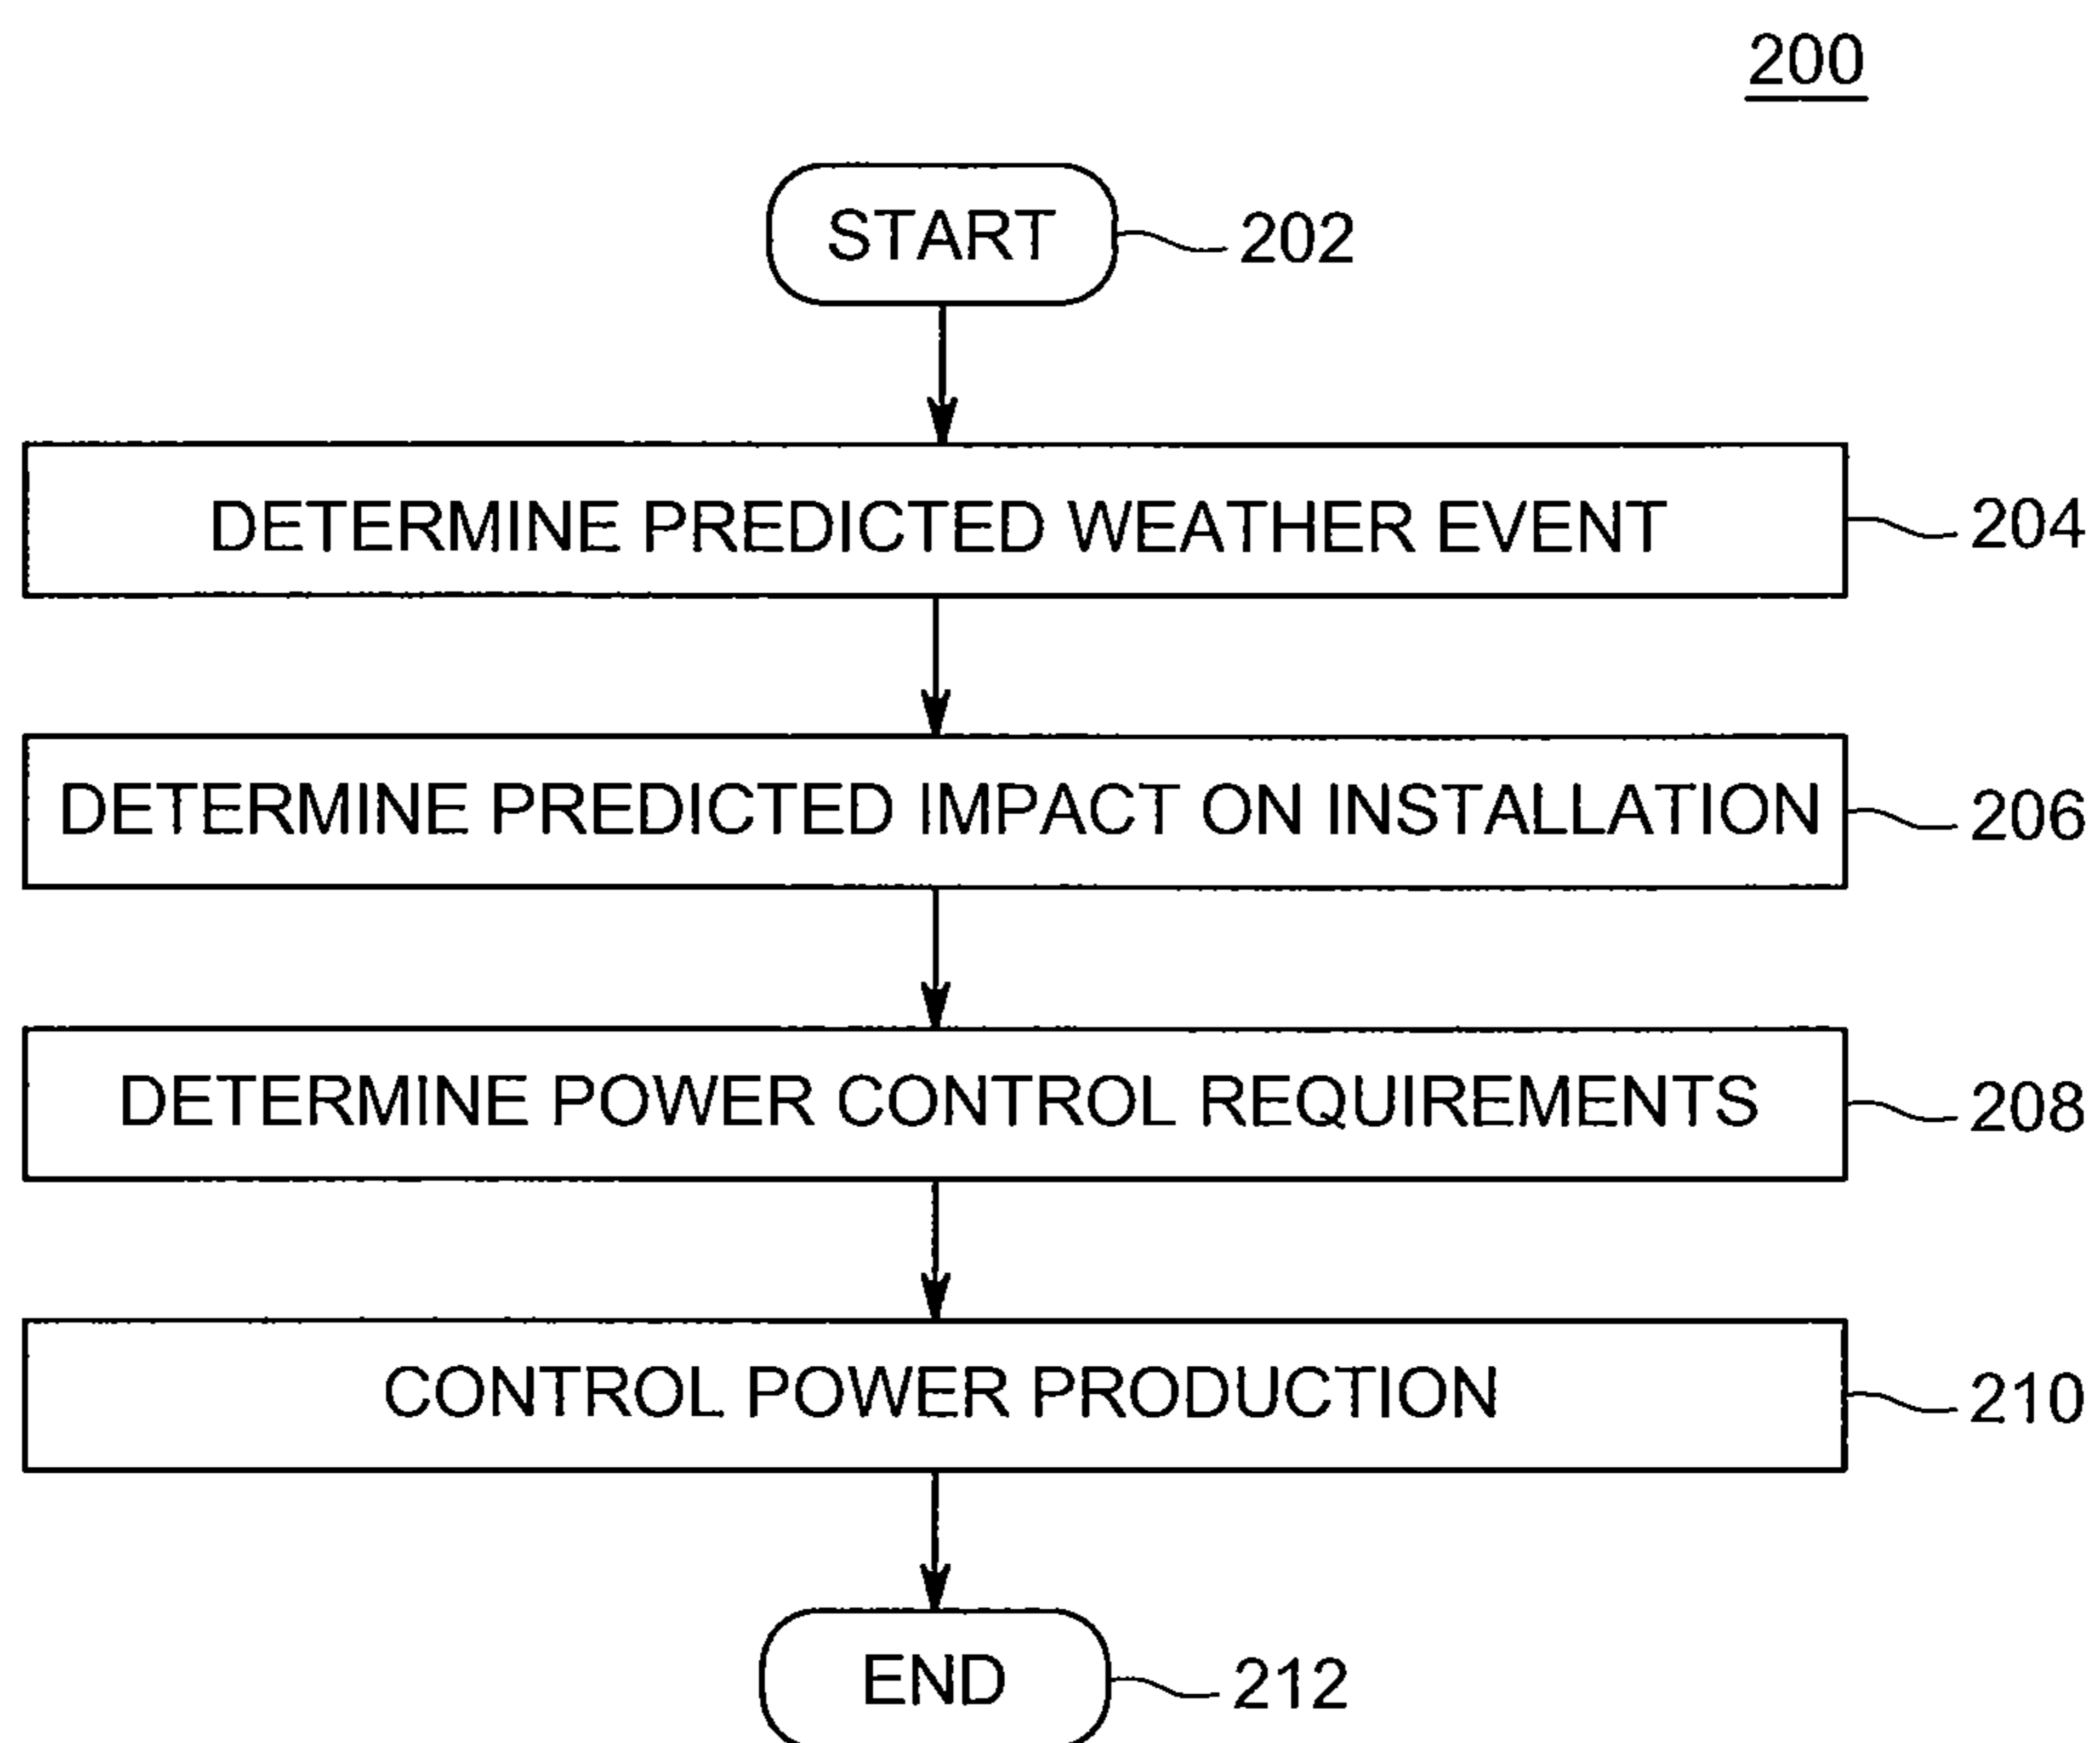 200
START 202
DETERMINE PREDICTED WEATHER EVENT 204
DETERMINE PREDICTED IMPACT ON INSTALLATION 206
DETERMINE POWER CONTROL REQUIREMENTS 208
CONTROL POWER PRODUCTION 210
END 212